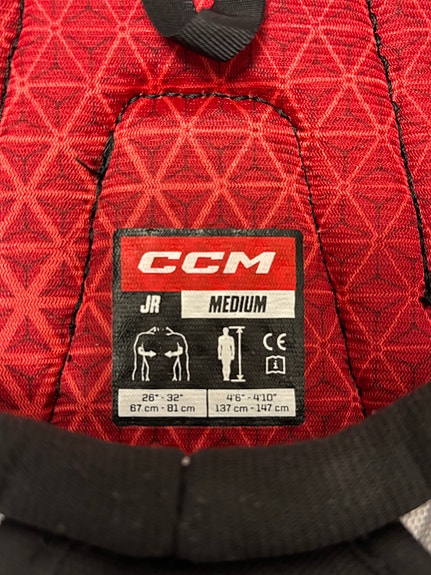 CCM
JR MEDIUM
CE
i
26" - 32" 4'6" - 4'10"
67 cm - 81 cm 137 cm - 147 cm